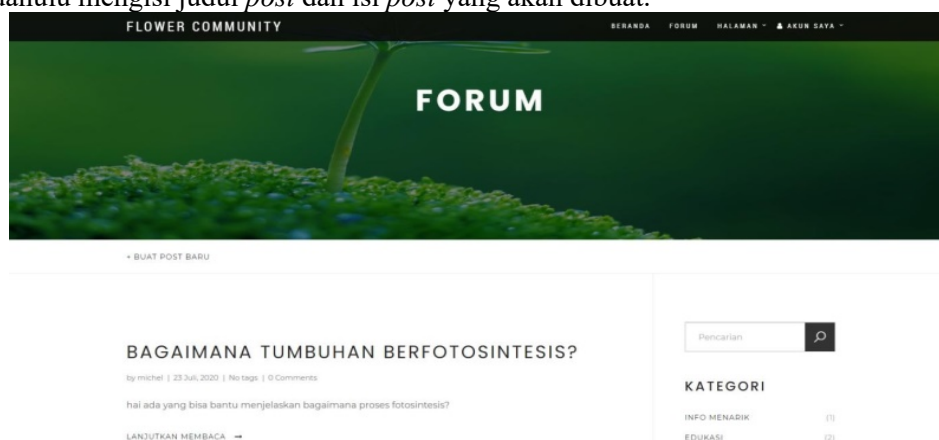 mengisi judul post dan isi post yang akan dibuat.
FLOWER COMMUNITY
BERANDA FORUM HALAMAN AKUN SAYA
FORUM
+ BUAT POST BARU
Pencarian
BAGAIMANA TUMBUHAN BERFOTOSINTESIS?
by michel | 23 Juli, 2020 | No tags | 0 Comments
KATEGORI
hai ada yang bisa bantu menjelaskan bagaimana proses fotosintesis?
INFO MENARIK (1)
LANJUTKAN MEMBACA →
EDUKASI (2)